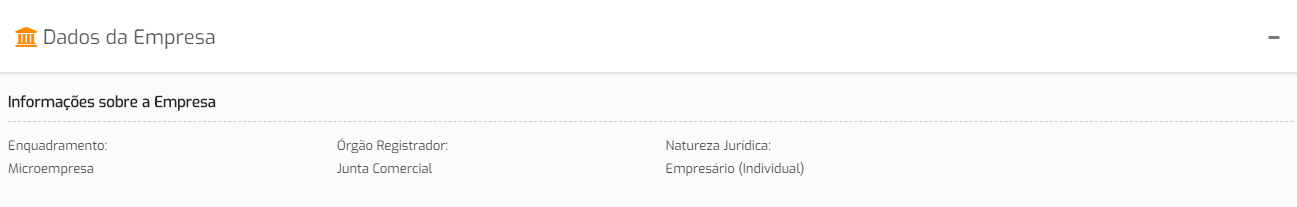 Dados da Empresa
Informações sobre a Empresa
Enquadramento: Órgão Registrador: Natureza Jurídica:
Microempresa Junta Comercial Empresário (Individual)